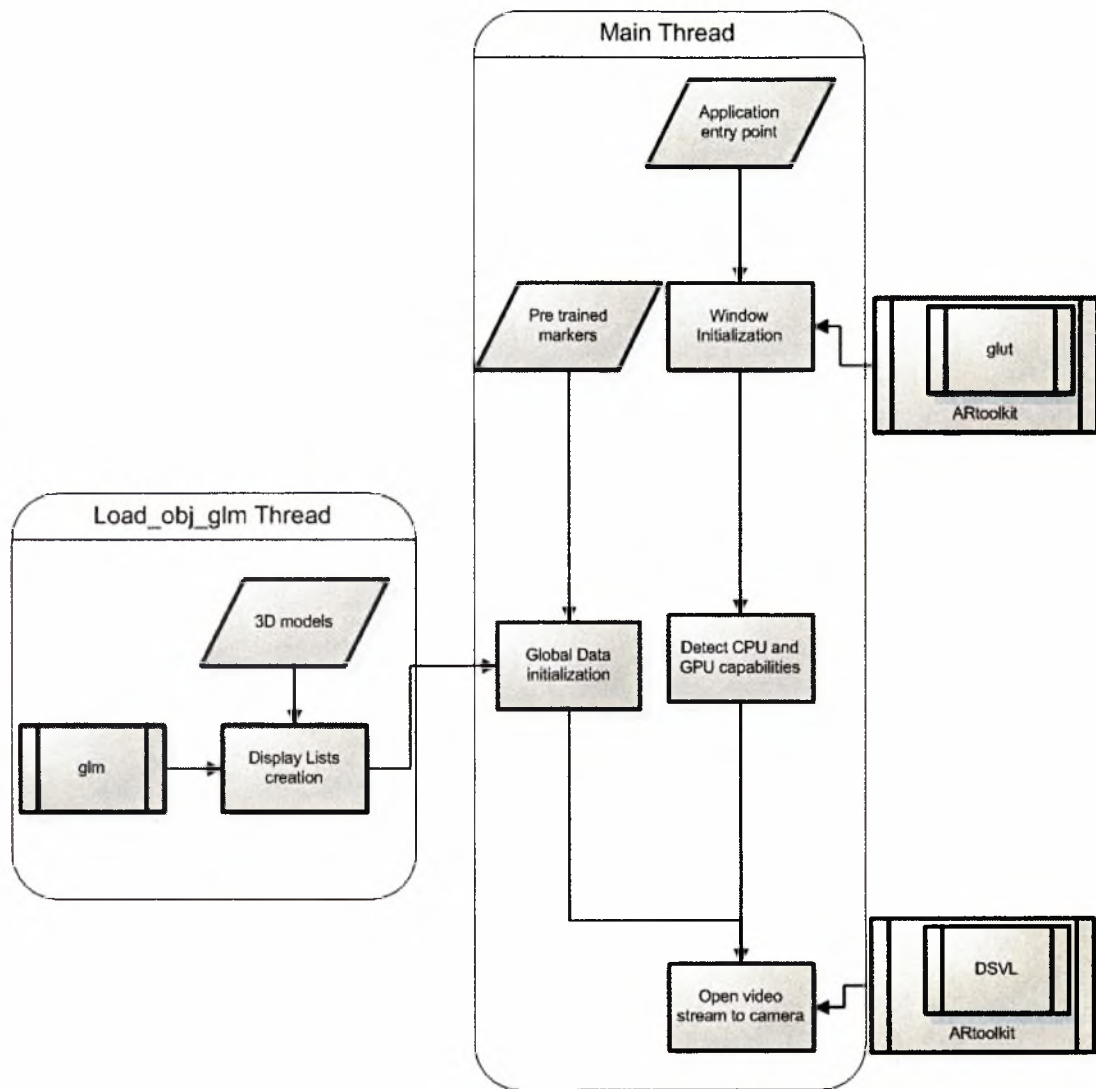 Main Thread
Application
entry point
Pre trained
markers
Window
Initialization
glut
ARtoolkit
Load_obj_glm Thread
3D models
Global Data
initialization
Detect CPU and
GPU capabilities
glm
Display Lists
creation
Open video
stream to camera
DSVL
ARtoolkit